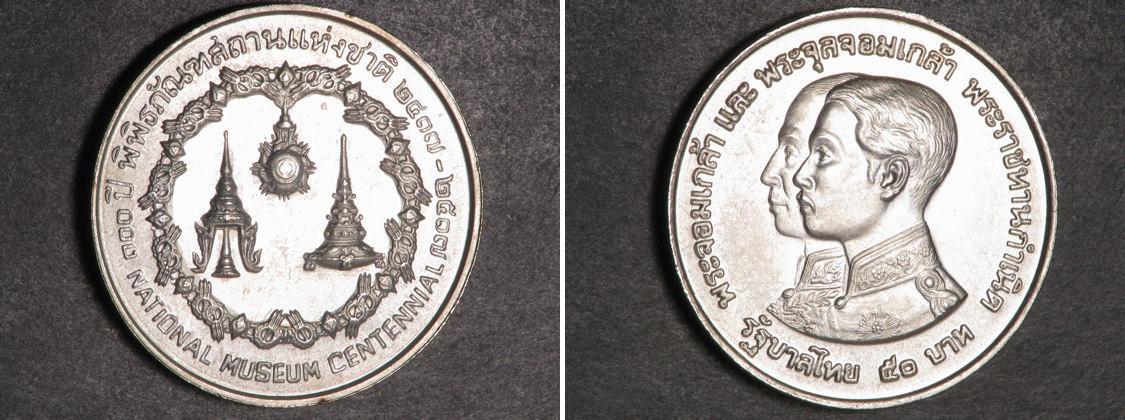 ๑๐๐ ปี พิพิธภัณฑสถานแห่งชาติ ๒๔๑๗ - ๒๕๑๗
NATIONAL MUSEUM CENTENNIAL
พระจอมเกล้า และ พระจุลจอมเกล้า พระราชทานกำเนิด
รัฐบาลไทย ๕๐ บาท